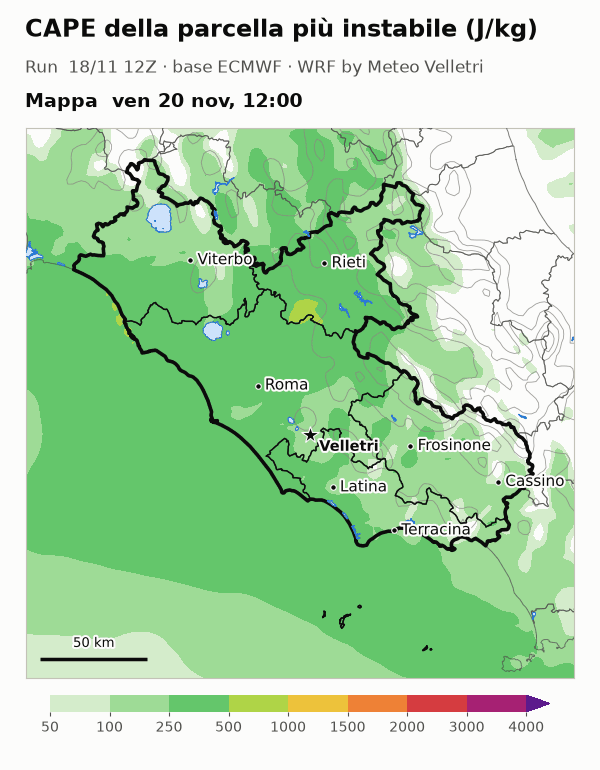 CAPE della parcella più instabile (J/kg)
Run 18/11 12Z · base ECMWF · WRF by Meteo Velletri
Mappa ven 20 nov, 12:00
Viterbo
Rieti
Roma
Velletri
Frosinone
Latina
Cassino
Terracina
50 km
50 100 250 500 1000 1500 2000 3000 4000